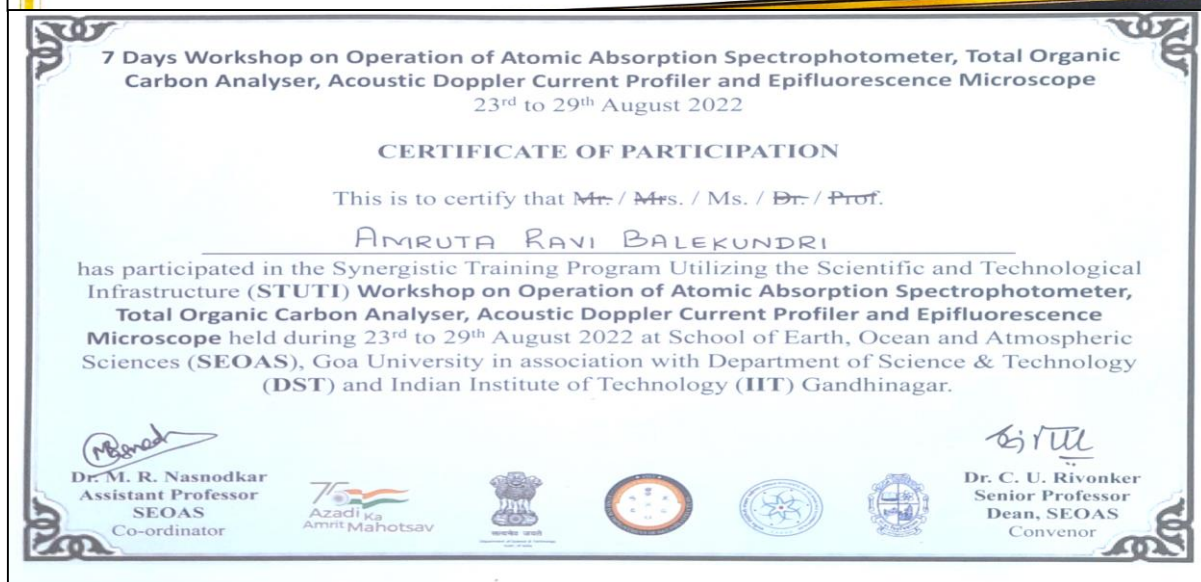 7 Days Workshop on Operation of Atomic Absorption Spectrophotometer, Total Organic
Carbon Analyser, Acoustic Doppler Current Profiler and Epifluorescence Microscope
23rd to 29th August 2022
CERTIFICATE OF PARTICIPATION
This is to certify that Mr. / Mrs. / Ms. / Dr. / Prof.
AMRUTA RAVI BALEKUNDRI
has participated in the Synergistic Training Program Utilizing the Scientific and Technological
Infrastructure (STUTI) Workshop on Operation of Atomic Absorption Spectrophotometer,
Total Organic Carbon Analyser, Acoustic Doppler Current Profiler and Epifluorescence
Microscope held during 23rd to 29th August 2022 at School of Earth, Ocean and Atmospheric
Sciences (SEOAS), Goa University in association with Department of Science & Technology
(DST) and Indian Institute of Technology (IIT) Gandhinagar.
Dr. M. R. Nasnodkar
Assistant Professor
SEOAS
Co-ordinator
75
Azadi Ka
Amrit Mahotsav
सत्यमेव जयते
Dr. C. U. Rivonker
Senior Professor
Dean, SEOAS
Convenor